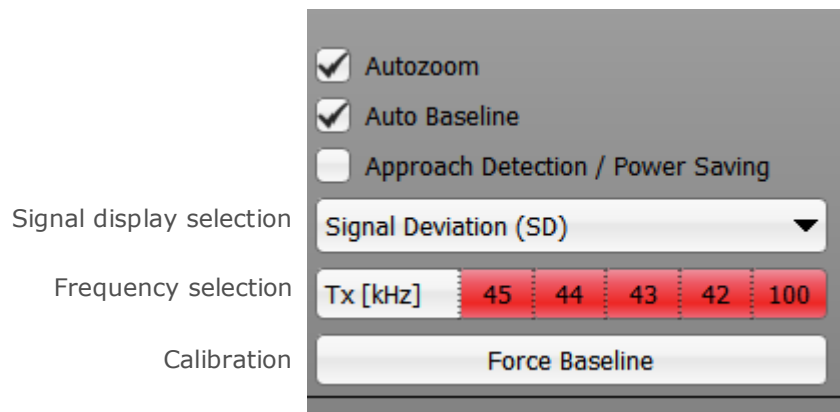 Autozoom
Auto Baseline
Approach Detection / Power Saving
Signal display selection Signal Deviation (SD)
Frequency selection Tx [kHz] 45 44 43 42 100
Calibration Force Baseline